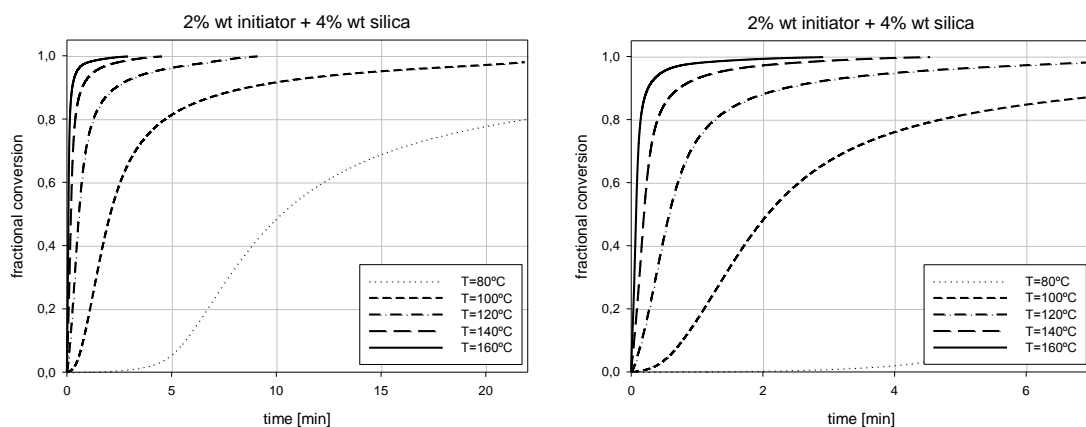 2% wt initiator + 4% wt silica
fractional conversion
1,0
0,8
0,6
0,4
0,2
0,0
0
5
10
15
20
time [min]
T=80ºC
T=100ºC
T=120ºC
T=140ºC
T=160ºC
2% wt initiator + 4% wt silica
fractional conversion
1,0
0,8
0,6
0,4
0,2
0,0
0
2
4
6
time [min]
T=80ºC
T=100ºC
T=120ºC
T=140ºC
T=160ºC